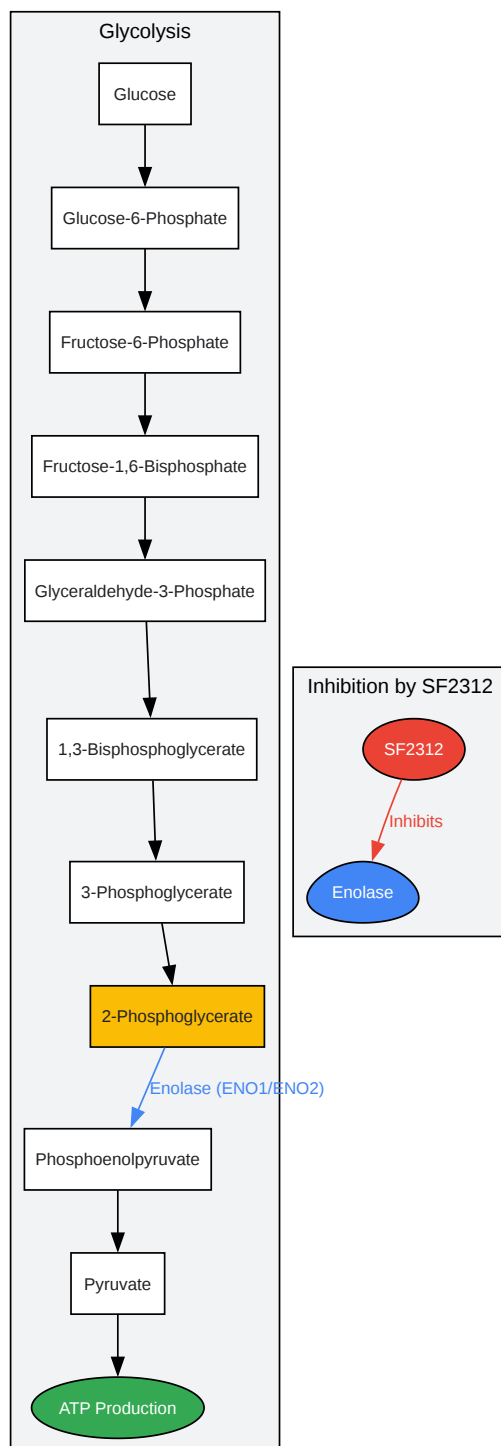 Glycolysis
Glucose
Glucose-6-Phosphate
Fructose-6-Phosphate
Fructose-1,6-Bisphosphate
Glyceraldehyde-3-Phosphate
1,3-Bisphosphoglycerate
3-Phosphoglycerate
2-Phosphoglycerate
Enolase (ENO1/ENO2)
Phosphoenolpyruvate
Pyruvate
ATP Production
Inhibition by SF2312
SF2312
Inhibits
Enolase